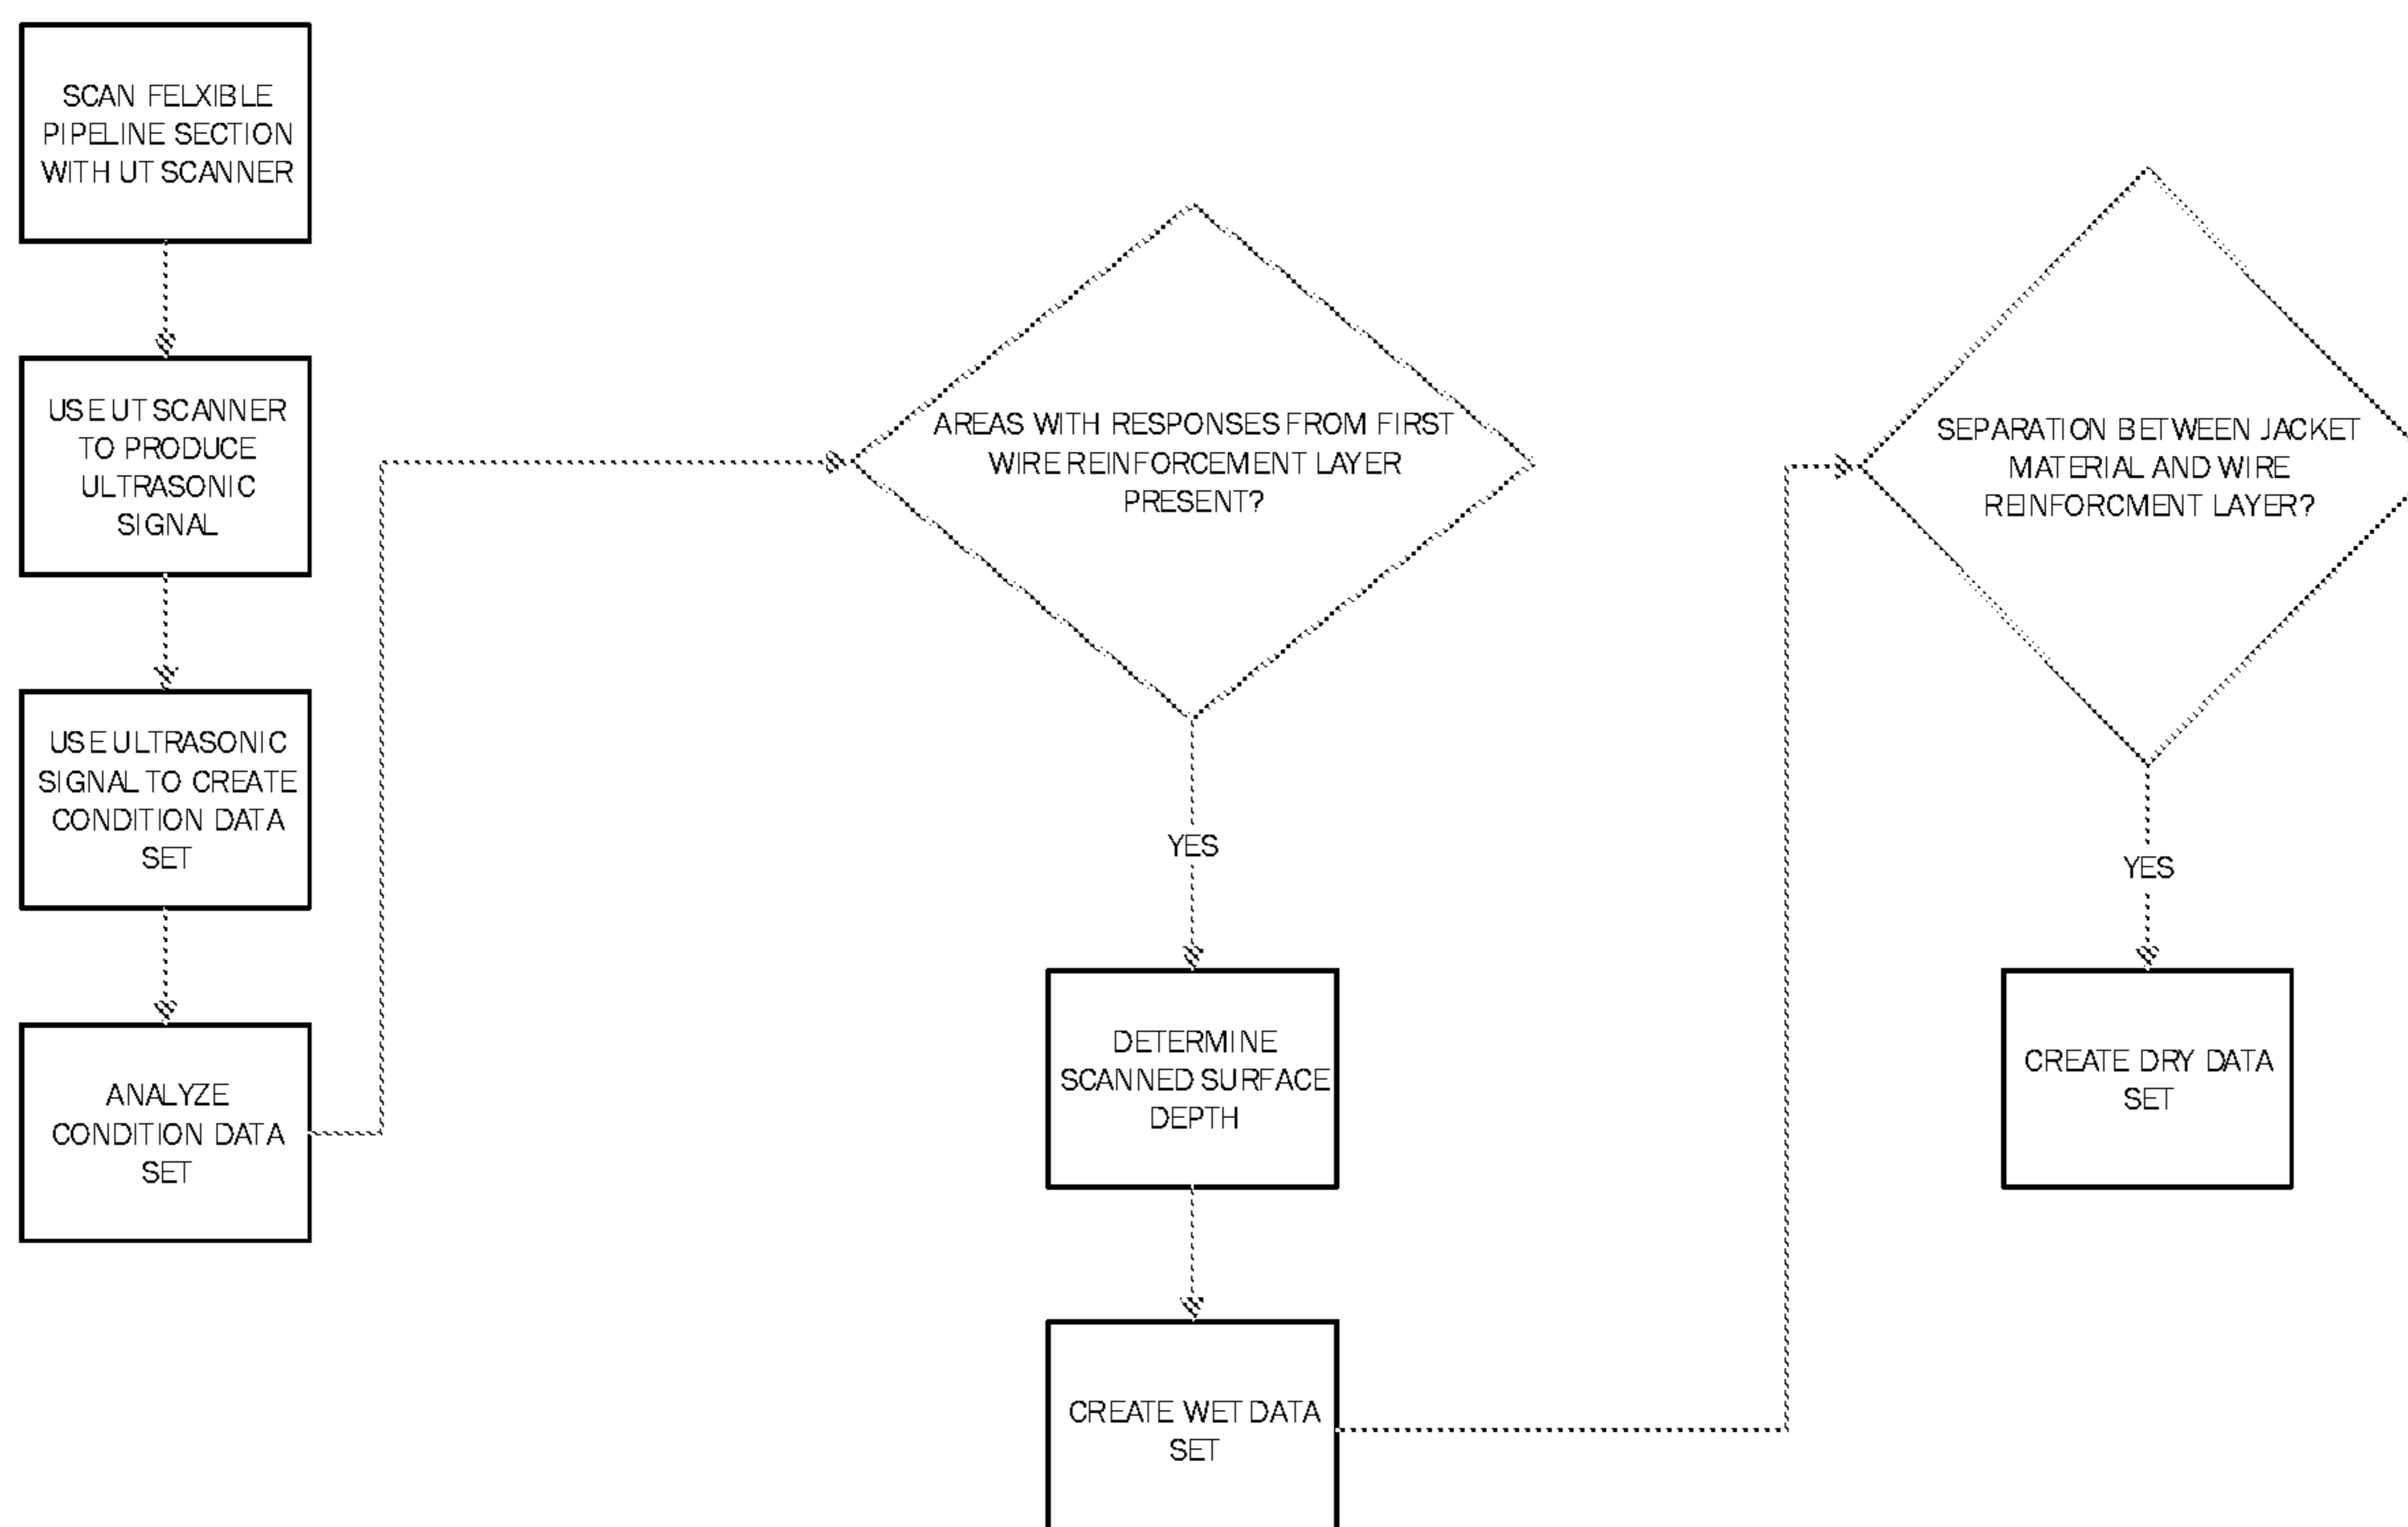 SCAN FELXIBLE
PIPELINE SECTION
WITH UT SCANNER
USE UT SCANNER
TO PRODUCE
ULTRASONIC
SIGNAL
USE ULTRASONIC
SIGNAL TO CREATE
CONDITION DATA
SET
ANALYZE
CONDITION DATA
SET
AREAS WITH RESPONSES FROM FIRST
WIRE REINFORCEMENT LAYER
PRESENT?
YES
DETERMINE
SCANNED SURFACE
DEPTH
CREATE WET DATA
SET
SEPARATION BETWEEN JACKET
MATERIAL AND WIRE
REINFORCMENT LAYER?
YES
CREATE DRY DATA
SET